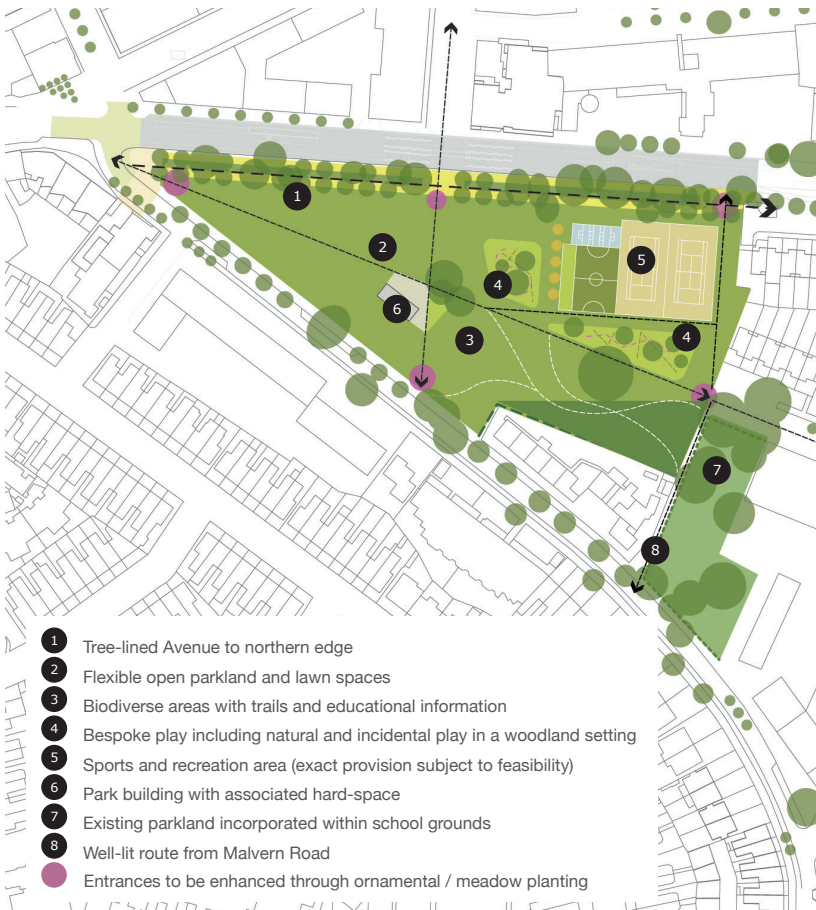 1
2
4
5
6
3
4
7
8
1 Tree-lined Avenue to northern edge
2 Flexible open parkland and lawn spaces
3 Biodiverse areas with trails and educational information
4 Bespoke play including natural and incidental play in a woodland setting
5 Sports and recreation area (exact provision subject to feasibility)
6 Park building with associated hard-space
7 Existing parkland incorporated within school grounds
8 Well-lit route from Malvern Road
Entrances to be enhanced through ornamental / meadow planting